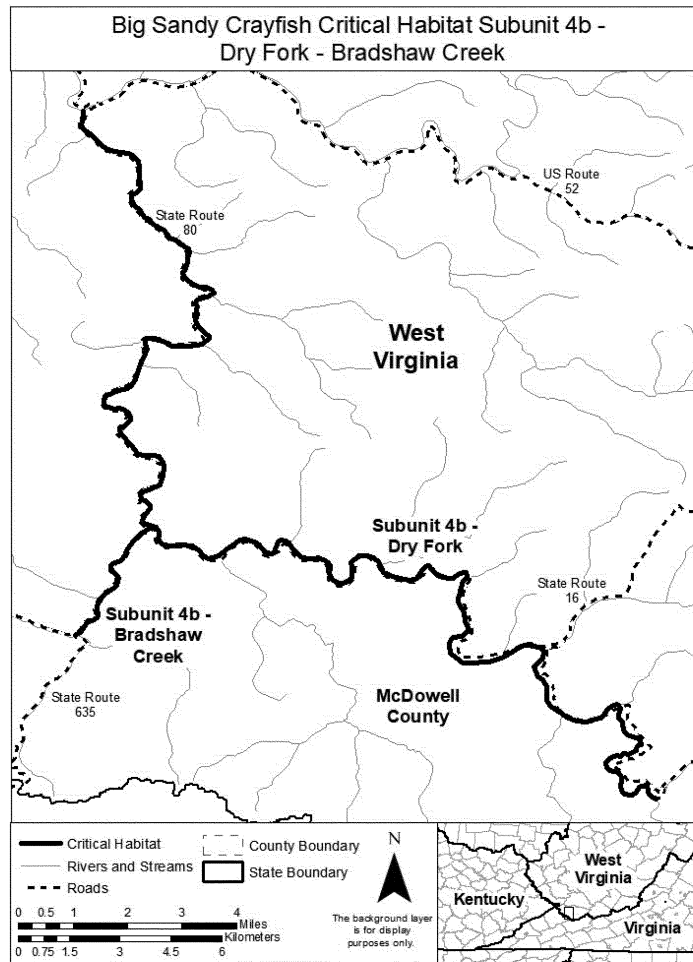 Big Sandy Crayfish Critical Habitat Subunit 4b -
Dry Fork - Bradshaw Creek
US Route
52
State Route
80
West
Virginia
Subunit 4b -
Dry Fork
State Route
16
Subunit 4b -
Bradshaw
Creek
State Route
635
McDowell
County
Critical Habitat
Rivers and Streams
Roads
County Boundary
State Boundary
0 0.5 1 2 3 4
Miles
Kilometers
0 0.75 1.5 3 4.5 6
N
The background layer
is for display
purposes only.
West
Virginia
Kentucky
Virginia